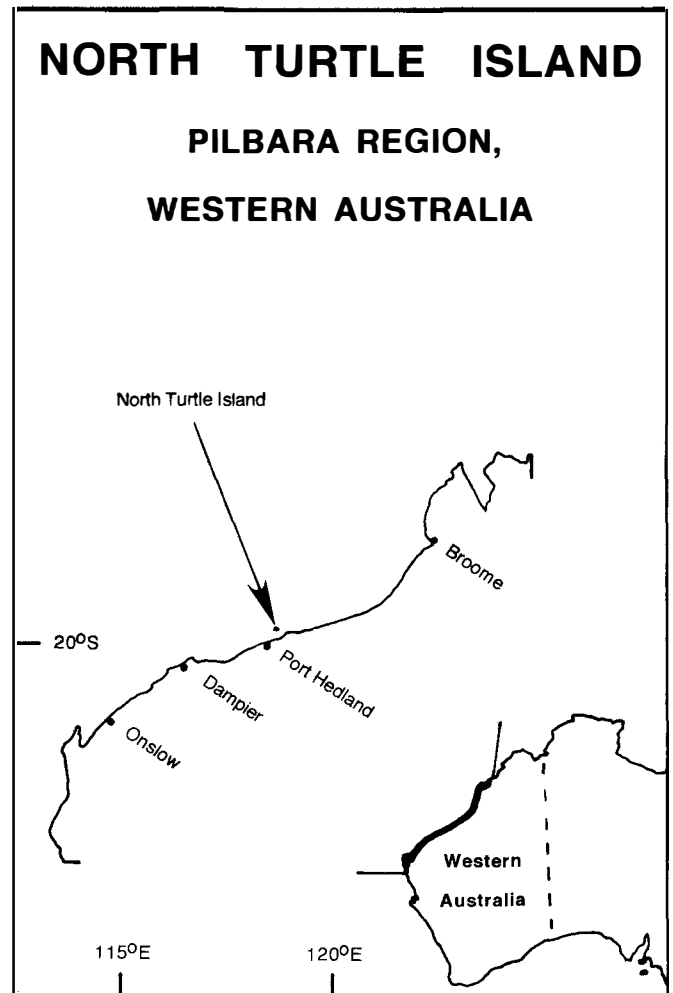 NORTH TURTLE ISLAND
PILBARA REGION,
WESTERN AUSTRALIA
North Turtle Island
Broome
20°S
Port Hedland
Dampier
Onslow
Western
Australia
115°E
120°E